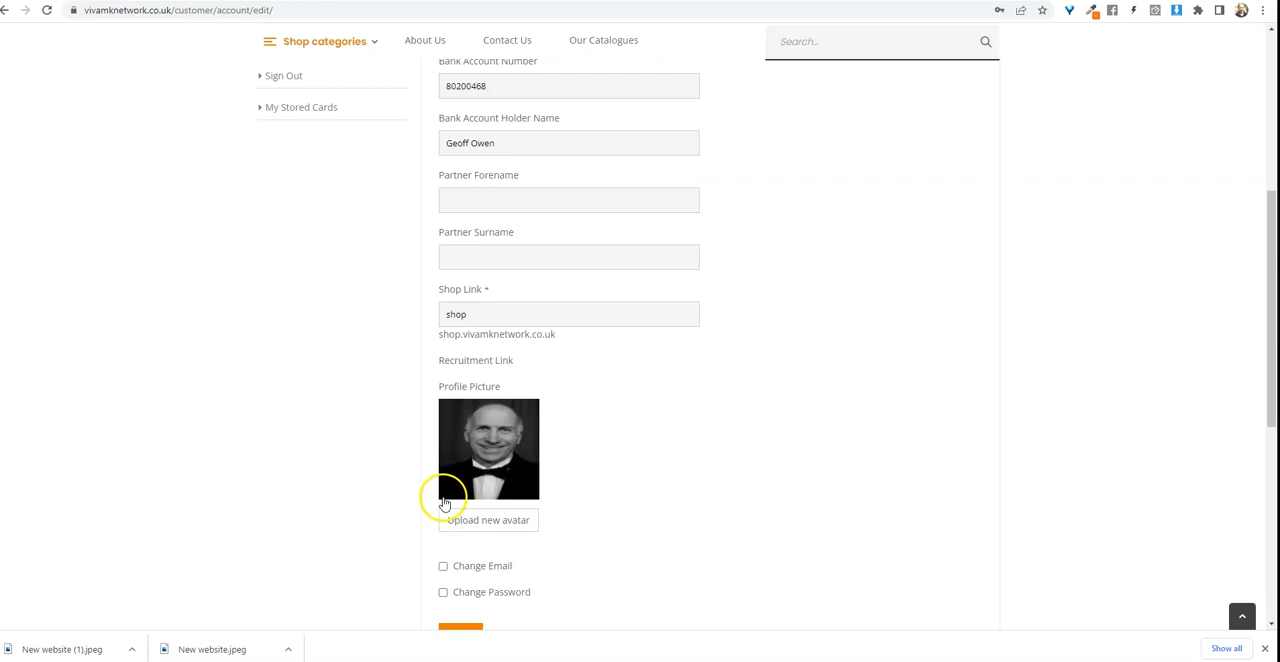 vivamknetwork.co.uk/customer/account/edit/
Shop categories
About Us
Contact Us
Our Catalogues
Search...
Sign Out
My Stored Cards
Bank Account Number
80200468
Bank Account Holder Name
Geoff Owen
Partner Forename
Partner Surname
Shop Link *
shop
shop.vivamknetwork.co.uk
Recruitment Link
Profile Picture
Upload new avatar
Change Email
Change Password
New website (1).jpeg
New website.jpeg
Show all